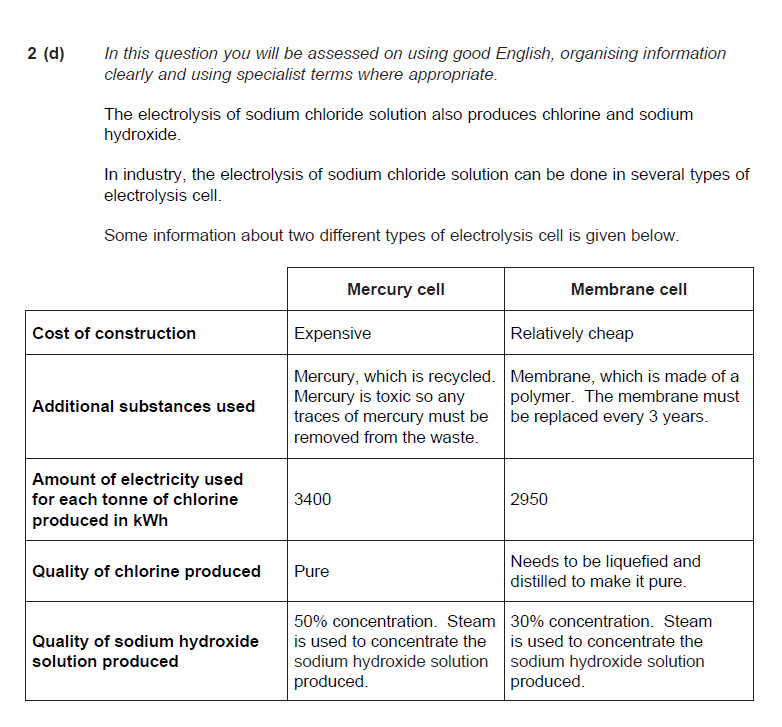 2 (d) In this question you will be assessed on using good English, organising information
clearly and using specialist terms where appropriate.
The electrolysis of sodium chloride solution also produces chlorine and sodium
hydroxide.
In industry, the electrolysis of sodium chloride solution can be done in several types of
electrolysis cell.
Some information about two different types of electrolysis cell is given below.
Mercury cell
Membrane cell
Cost of construction
Expensive
Relatively cheap
Additional substances used
Mercury, which is recycled.
Mercury is toxic so any
traces of mercury must be
removed from the waste.
Membrane, which is made of a
polymer. The membrane must
be replaced every 3 years.
Amount of electricity used
for each tonne of chlorine
produced in kWh
3400
2950
Quality of chlorine produced
Pure
Needs to be liquefied and
distilled to make it pure.
Quality of sodium hydroxide
solution produced
50% concentration. Steam
is used to concentrate the
sodium hydroxide solution
produced.
30% concentration. Steam
is used to concentrate the
sodium hydroxide solution
produced.